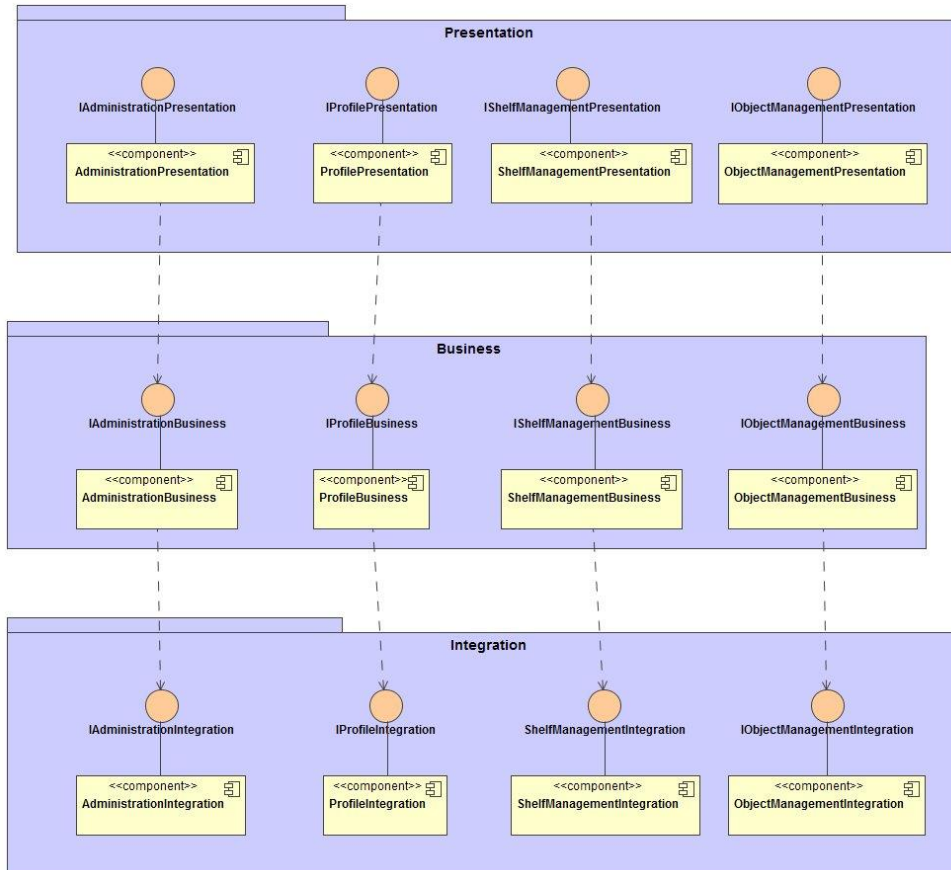 Presentation
IAdministrationPresentation
IProfilePresentation
IShelfManagementPresentation
IObjectManagementPresentation
<<component>>
AdministrationPresentation
<<component>>
ProfilePresentation
<<component>>
ShelfManagementPresentation
<<component>>
ObjectManagementPresentation
Business
IAdministrationBusiness
IProfileBusiness
IShelfManagementBusiness
IObjectManagementBusiness
<<component>>
AdministrationBusiness
<<component>>
ProfileBusiness
<<component>>
ShelfManagementBusiness
<<component>>
ObjectManagementBusiness
Integration
IAdministrationIntegration
IProfileIntegration
ShelfManagementIntegration
IObjectManagementIntegration
<<component>>
AdministrationIntegration
<<component>>
ProfileIntegration
<<component>>
ShelfManagementIntegration
<<component>>
ObjectManagementIntegration